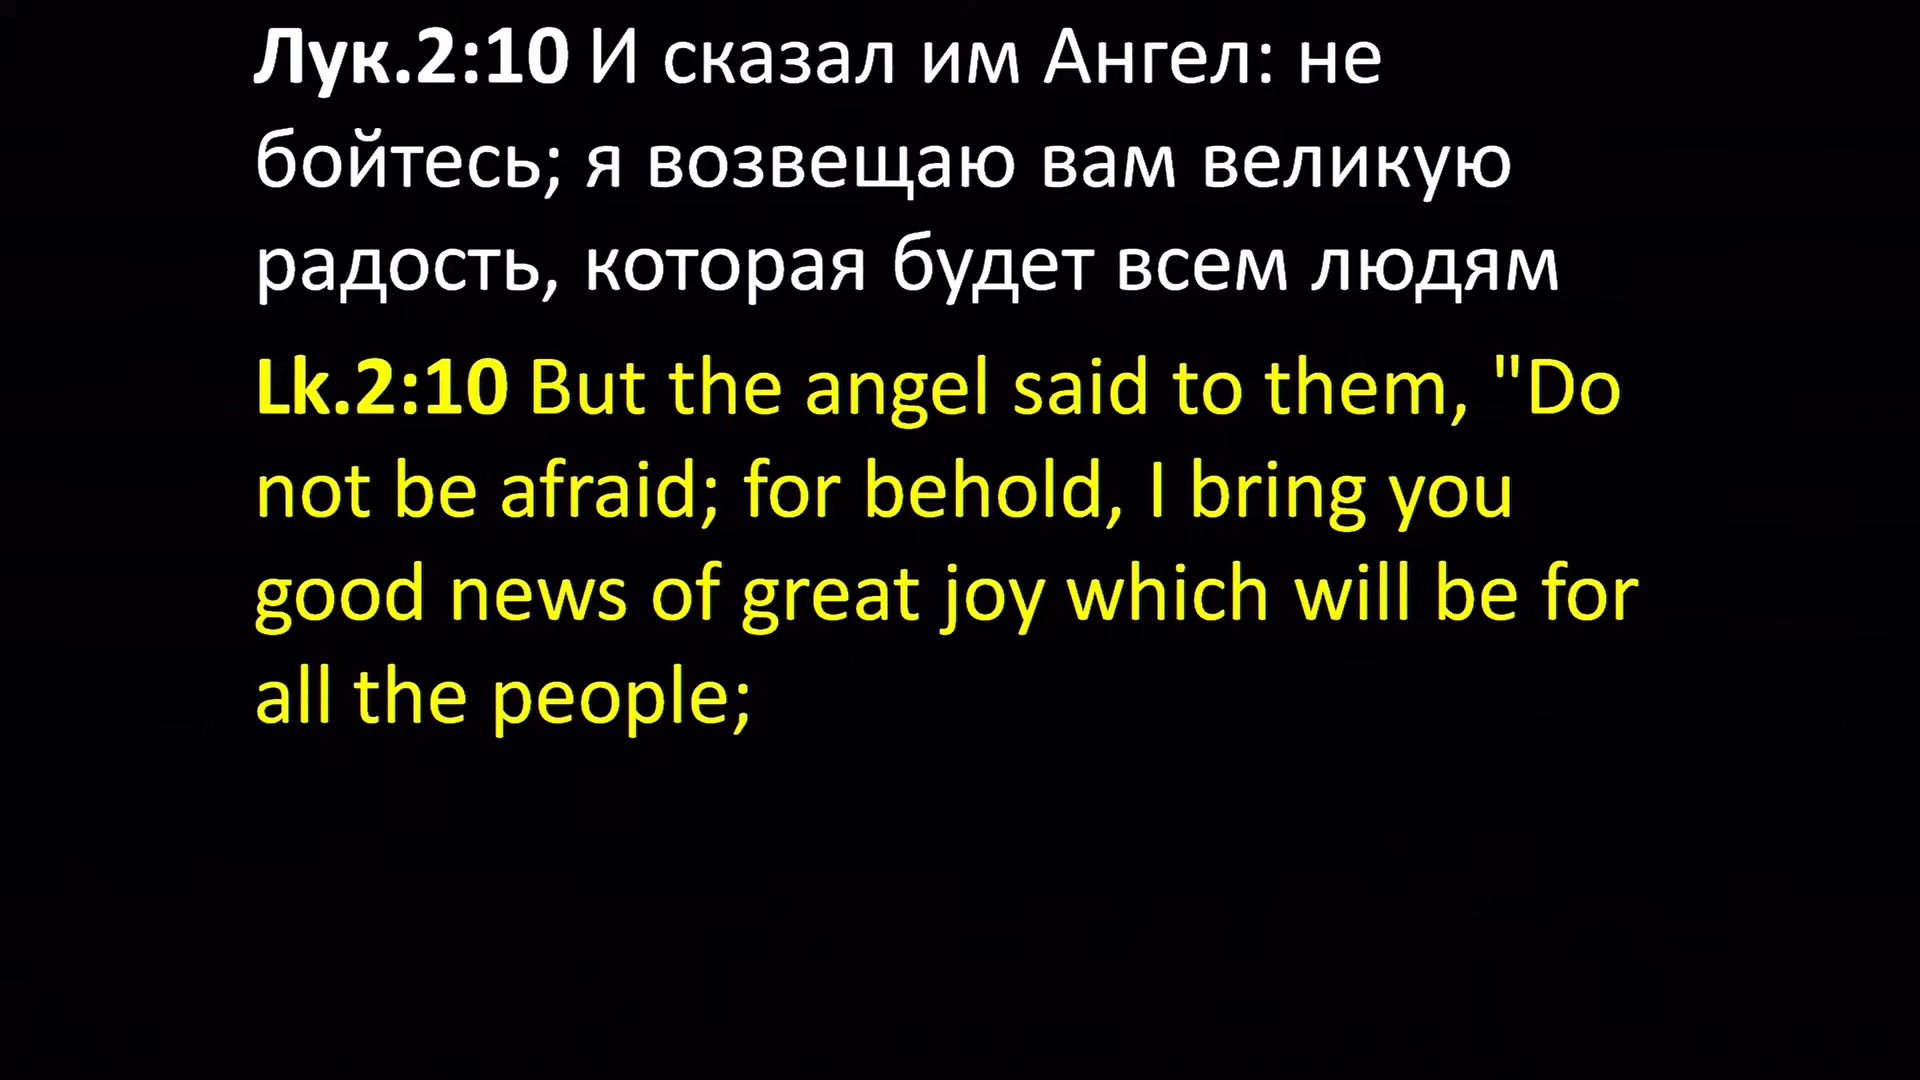 Лук.2:10 И сказал им Ангел: не
бойтесь; я возвещаю вам великую
радость, которая будет всем людям
Lk.2:10 But the angel said to them, "Do
not be afraid; for behold, I bring you
good news of great joy which will be for
all the people;